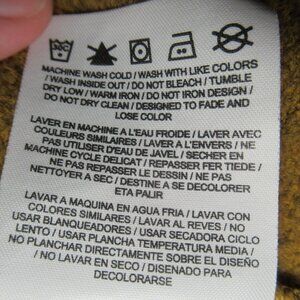 30C
MACHINE WASH COLD / WASH WITH LIKE COLORS
/ WASH INSIDE OUT / DO NOT BLEACH / TUMBLE
DRY LOW / WARM IRON / DO NOT IRON DESIGN /
DO NOT DRY CLEAN / DESIGNED TO FADE AND
LOSE COLOR
LAVER EN MACHINE A L'EAU FROIDE / LAVER AVEC
COULEURS SIMILAIRES / LAVER A L'ENVERS / NE
PAS UTILISER D'EAU DE JAVEL / SECHER EN
MACHINE CYCLE DELICAT / REPASSER FER TIEDE /
NE PAS REPASSER LE DESSIN / NE PAS
NETTOYER A SEC / DESTINE A SE DECOLORER
ET A PALIR
LAVAR A MAQUINA EN AGUA FRIA / LAVAR CON
COLORES SIMILARES / LAVAR AL REVES / NO
USAR BLANQUEADORES / USAR SECADORA CICLO
LENTO / USAR PLANCHA TEMPERATURA MEDIA /
NO PLANCHAR DIRECTAMENTE SOBRE EL DISEÑO
/ NO LAVAR EN SECO / DISENADO PARA
DECOLORARSE